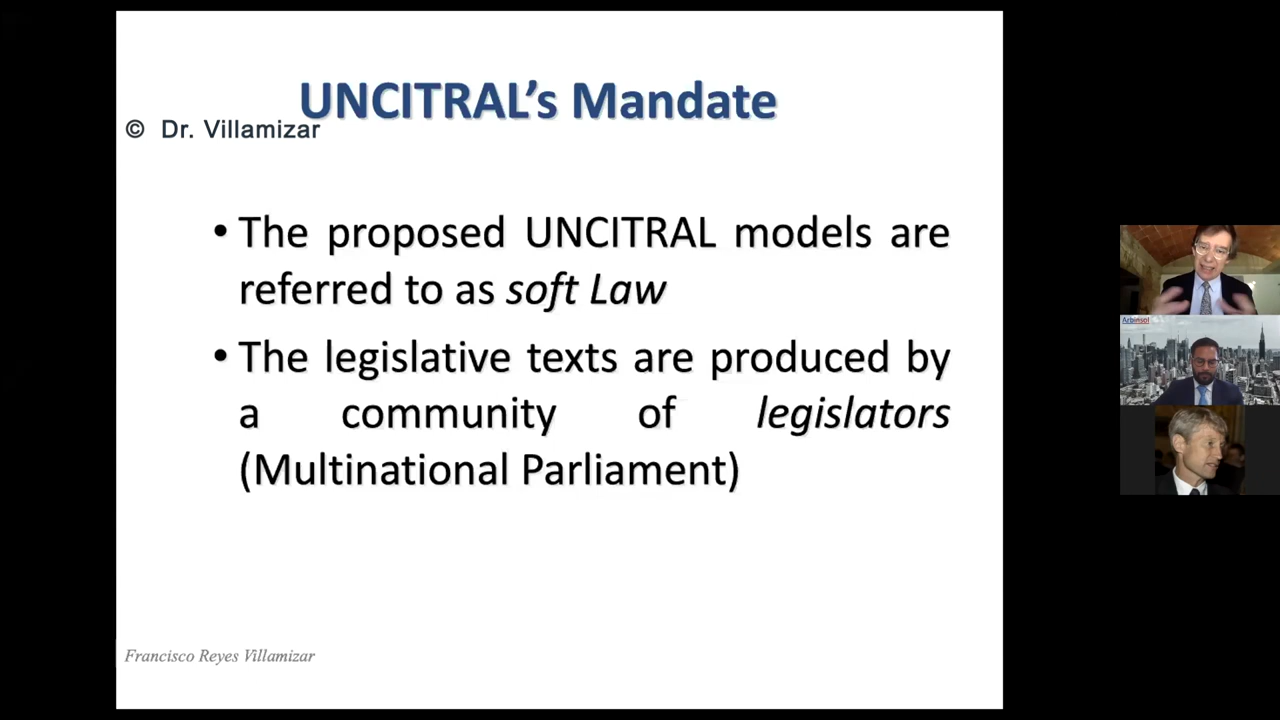 UNCITRAL’s Mandate
© Dr. Villamizar
• The proposed UNCITRAL models are
referred to as soft Law
• The legislative texts are produced by
a community of legislators
(Multinational Parliament)
Francisco Reyes Villamizar
Arbinsol